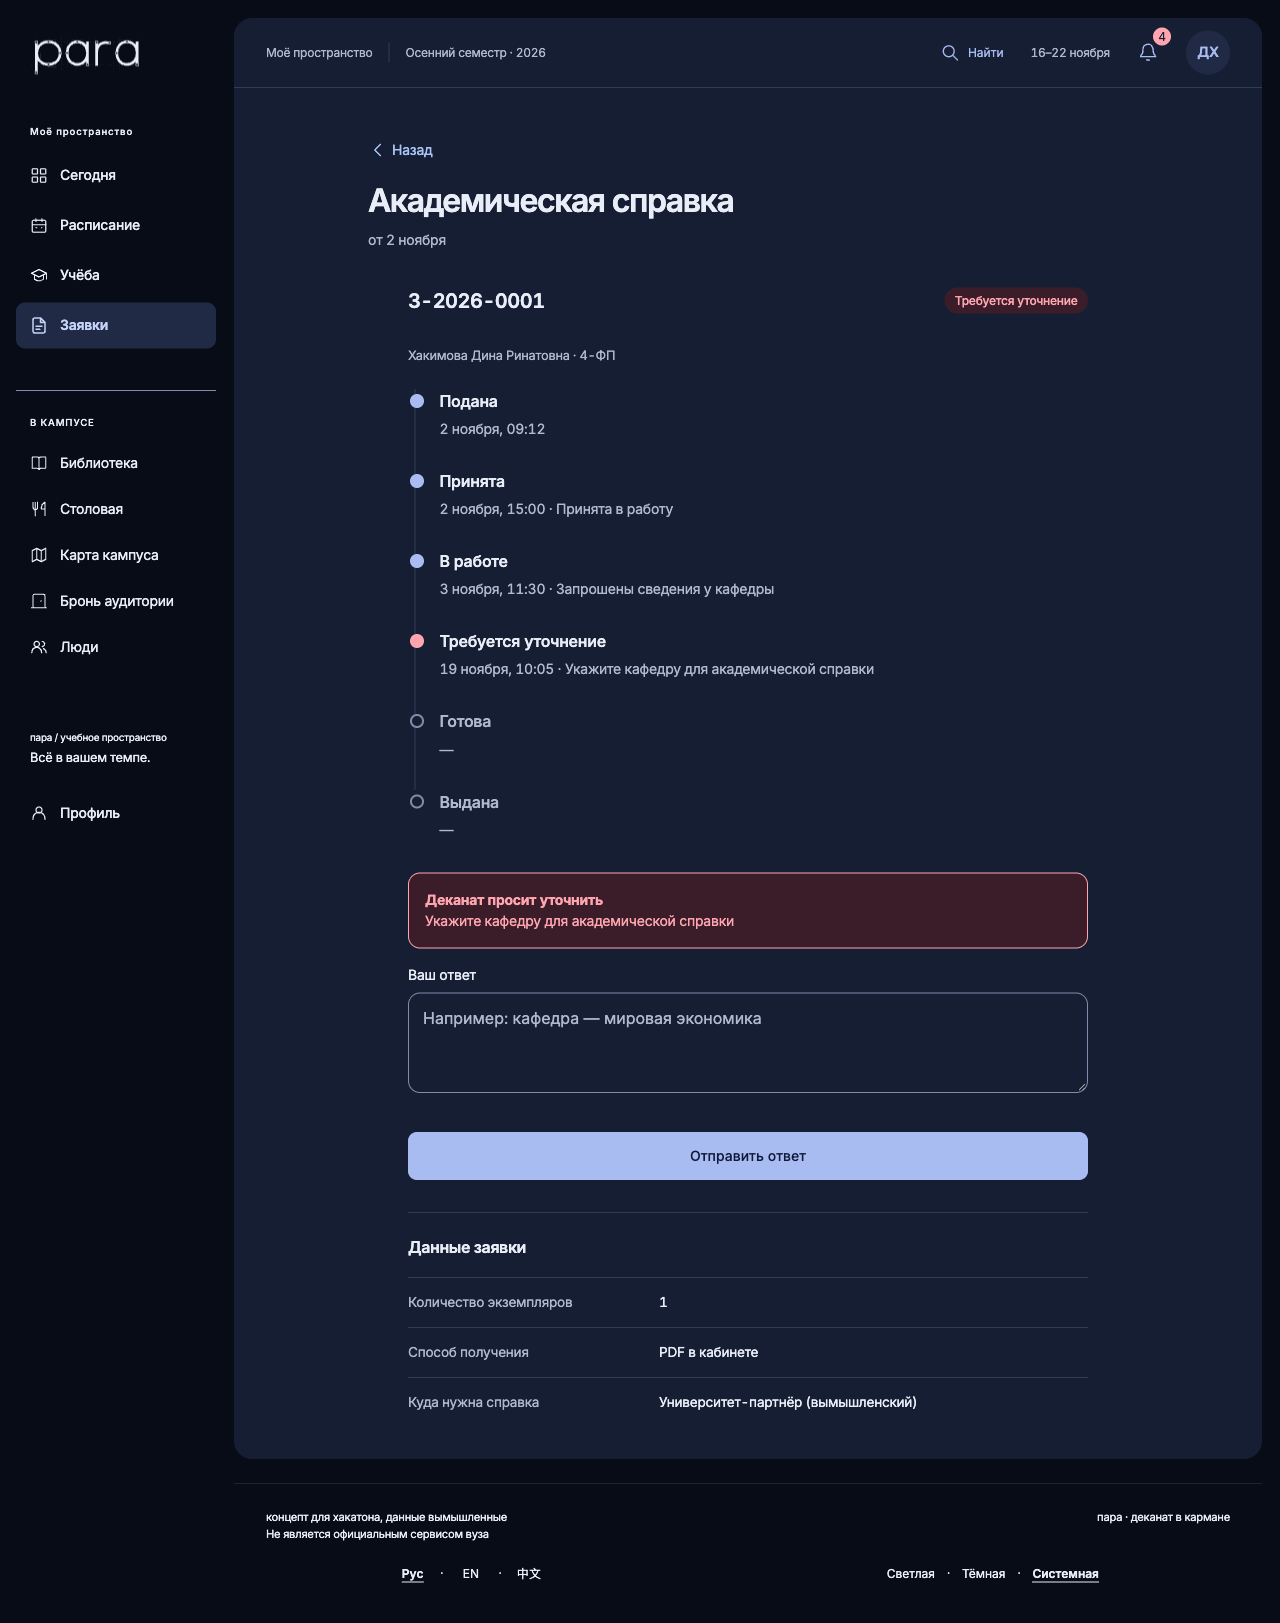 para
Моё пространство
Сегодня
Расписание
Учёба
Заявки
В КАМПУСЕ
Библиотека
Столовая
Карта кампуса
Бронь аудитории
Люди
пара / учебное пространство
Всё в вашем темпе.
Профиль
Моё пространство
Осенний семестр · 2026
Найти
16–22 ноября
4
ДХ
Назад
Академическая справка
от 2 ноября
З-2026-0001
Требуется уточнение
Хакимова Дина Ринатовна · 4-ФП
Подана
2 ноября, 09:12
Принята
2 ноября, 15:00 · Принята в работу
В работе
3 ноября, 11:30 · Запрошены сведения у кафедры
Требуется уточнение
19 ноября, 10:05 · Укажите кафедру для академической справки
Готова
—
Выдана
—
Деканат просит уточнить
Укажите кафедру для академической справки
Ваш ответ
Например: кафедра — мировая экономика
Отправить ответ
Данные заявки
Количество экземпляров 1
Способ получения PDF в кабинете
Куда нужна справка Университет-партнёр (вымышленский)
концепт для хакатона, данные вымышленные
Не является официальным сервисом вуза
пара · деканат в кармане
Рус · EN · 中文
Светлая · Тёмная · Системная